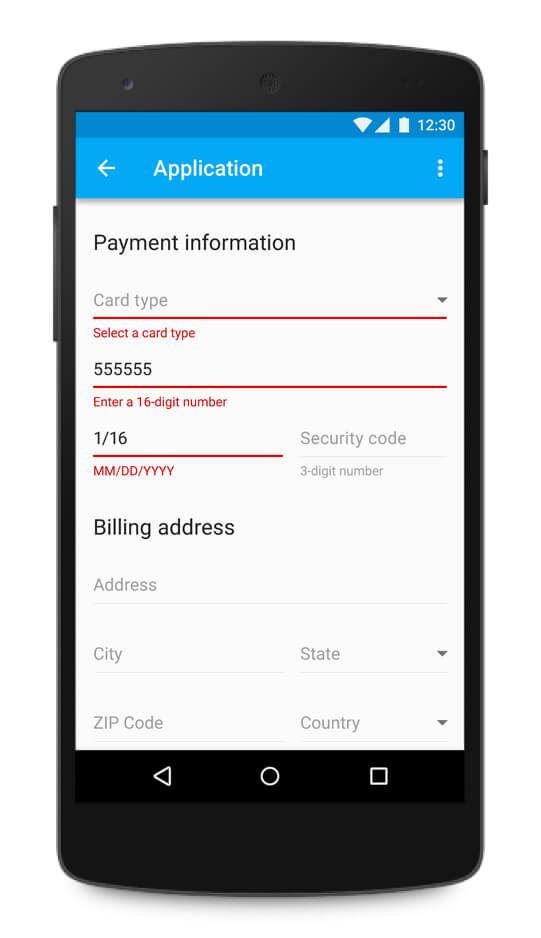 12:30
Application
Payment information
Card type
Select a card type
555555
Enter a 16-digit number
1/16 Security code
MM/DD/YYYY 3-digit number
Billing address
Address
City State
ZIP Code Country